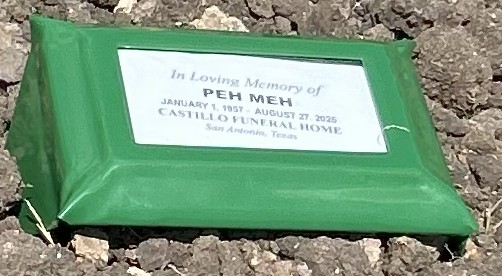 In Loving Memory of
PEH MEH
JANUARY 1, 1957 - AUGUST 27, 2025
CASTILLO FUNERAL HOME
San Antonio, Texas